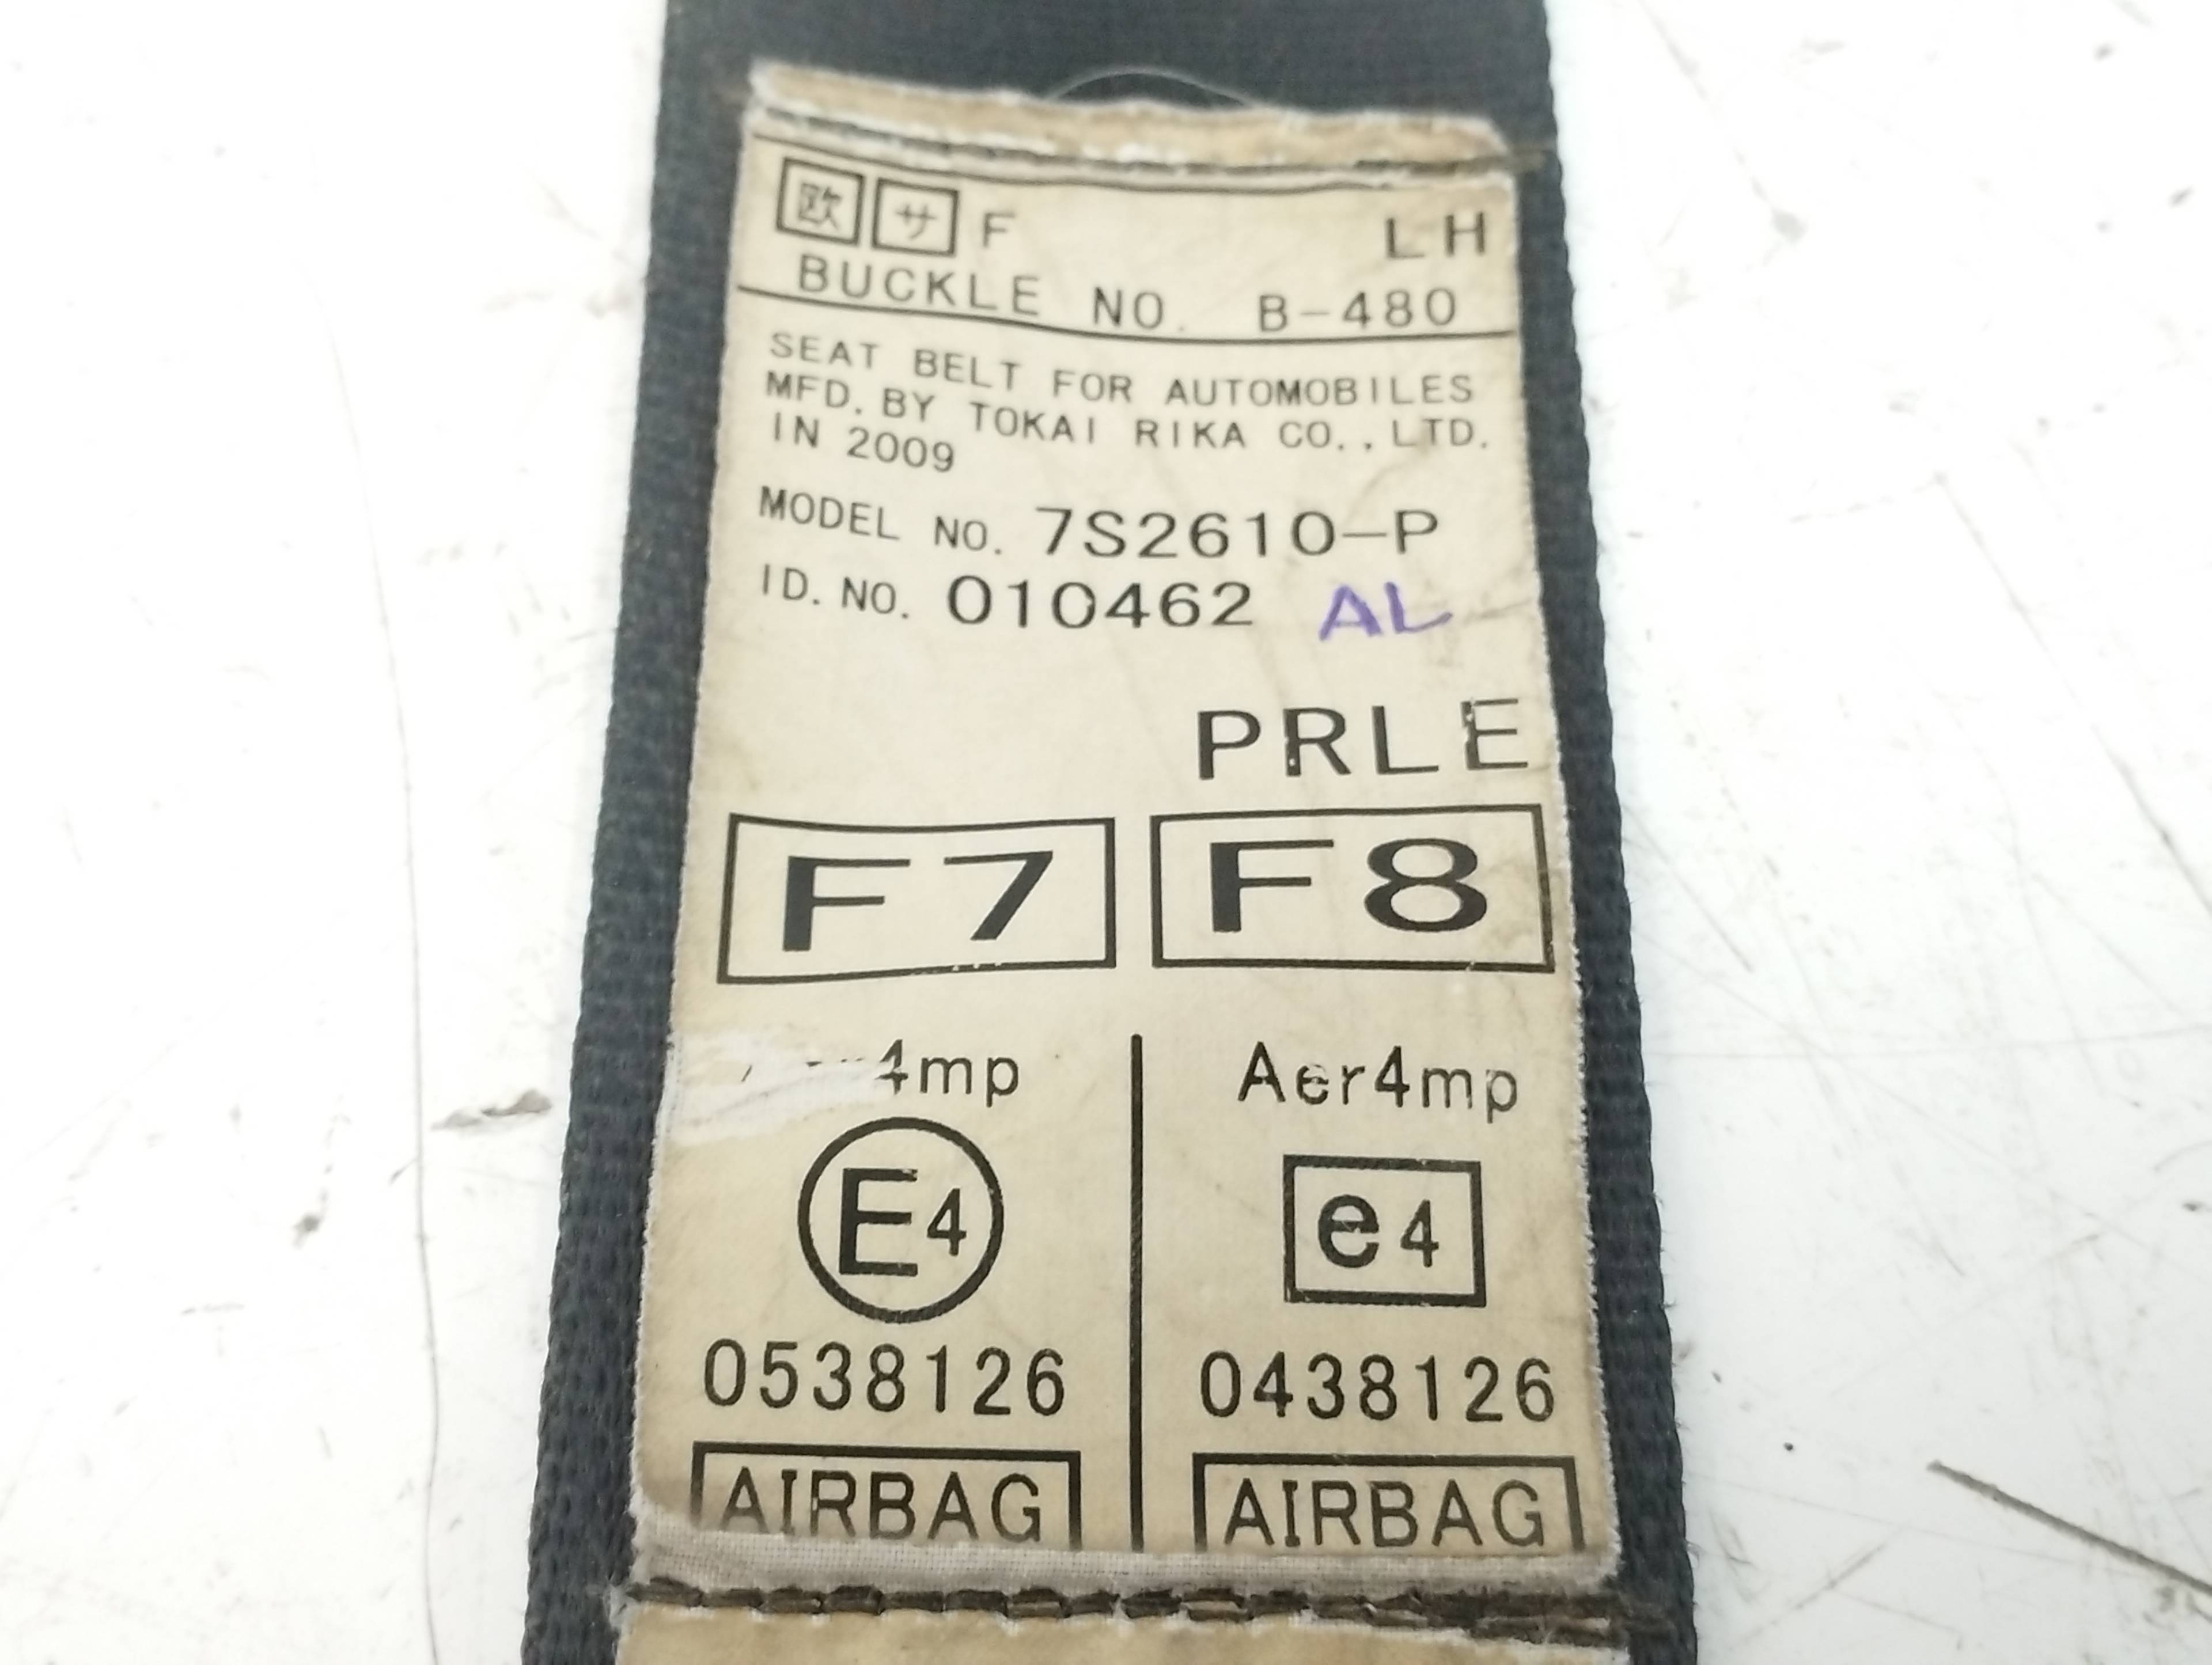 欧 サ F LH
BUCKLE NO. B-480
SEAT BELT FOR AUTOMOBILES
MFD. BY TOKAI RIKA CO., LTD.
IN 2009
MODEL NO. 7S2610-P
ID. NO. 010462 AL
PRLE
F7 F8
4mp Aer4mp
E4 e4
0538126 0438126
AIRBAG AIRBAG